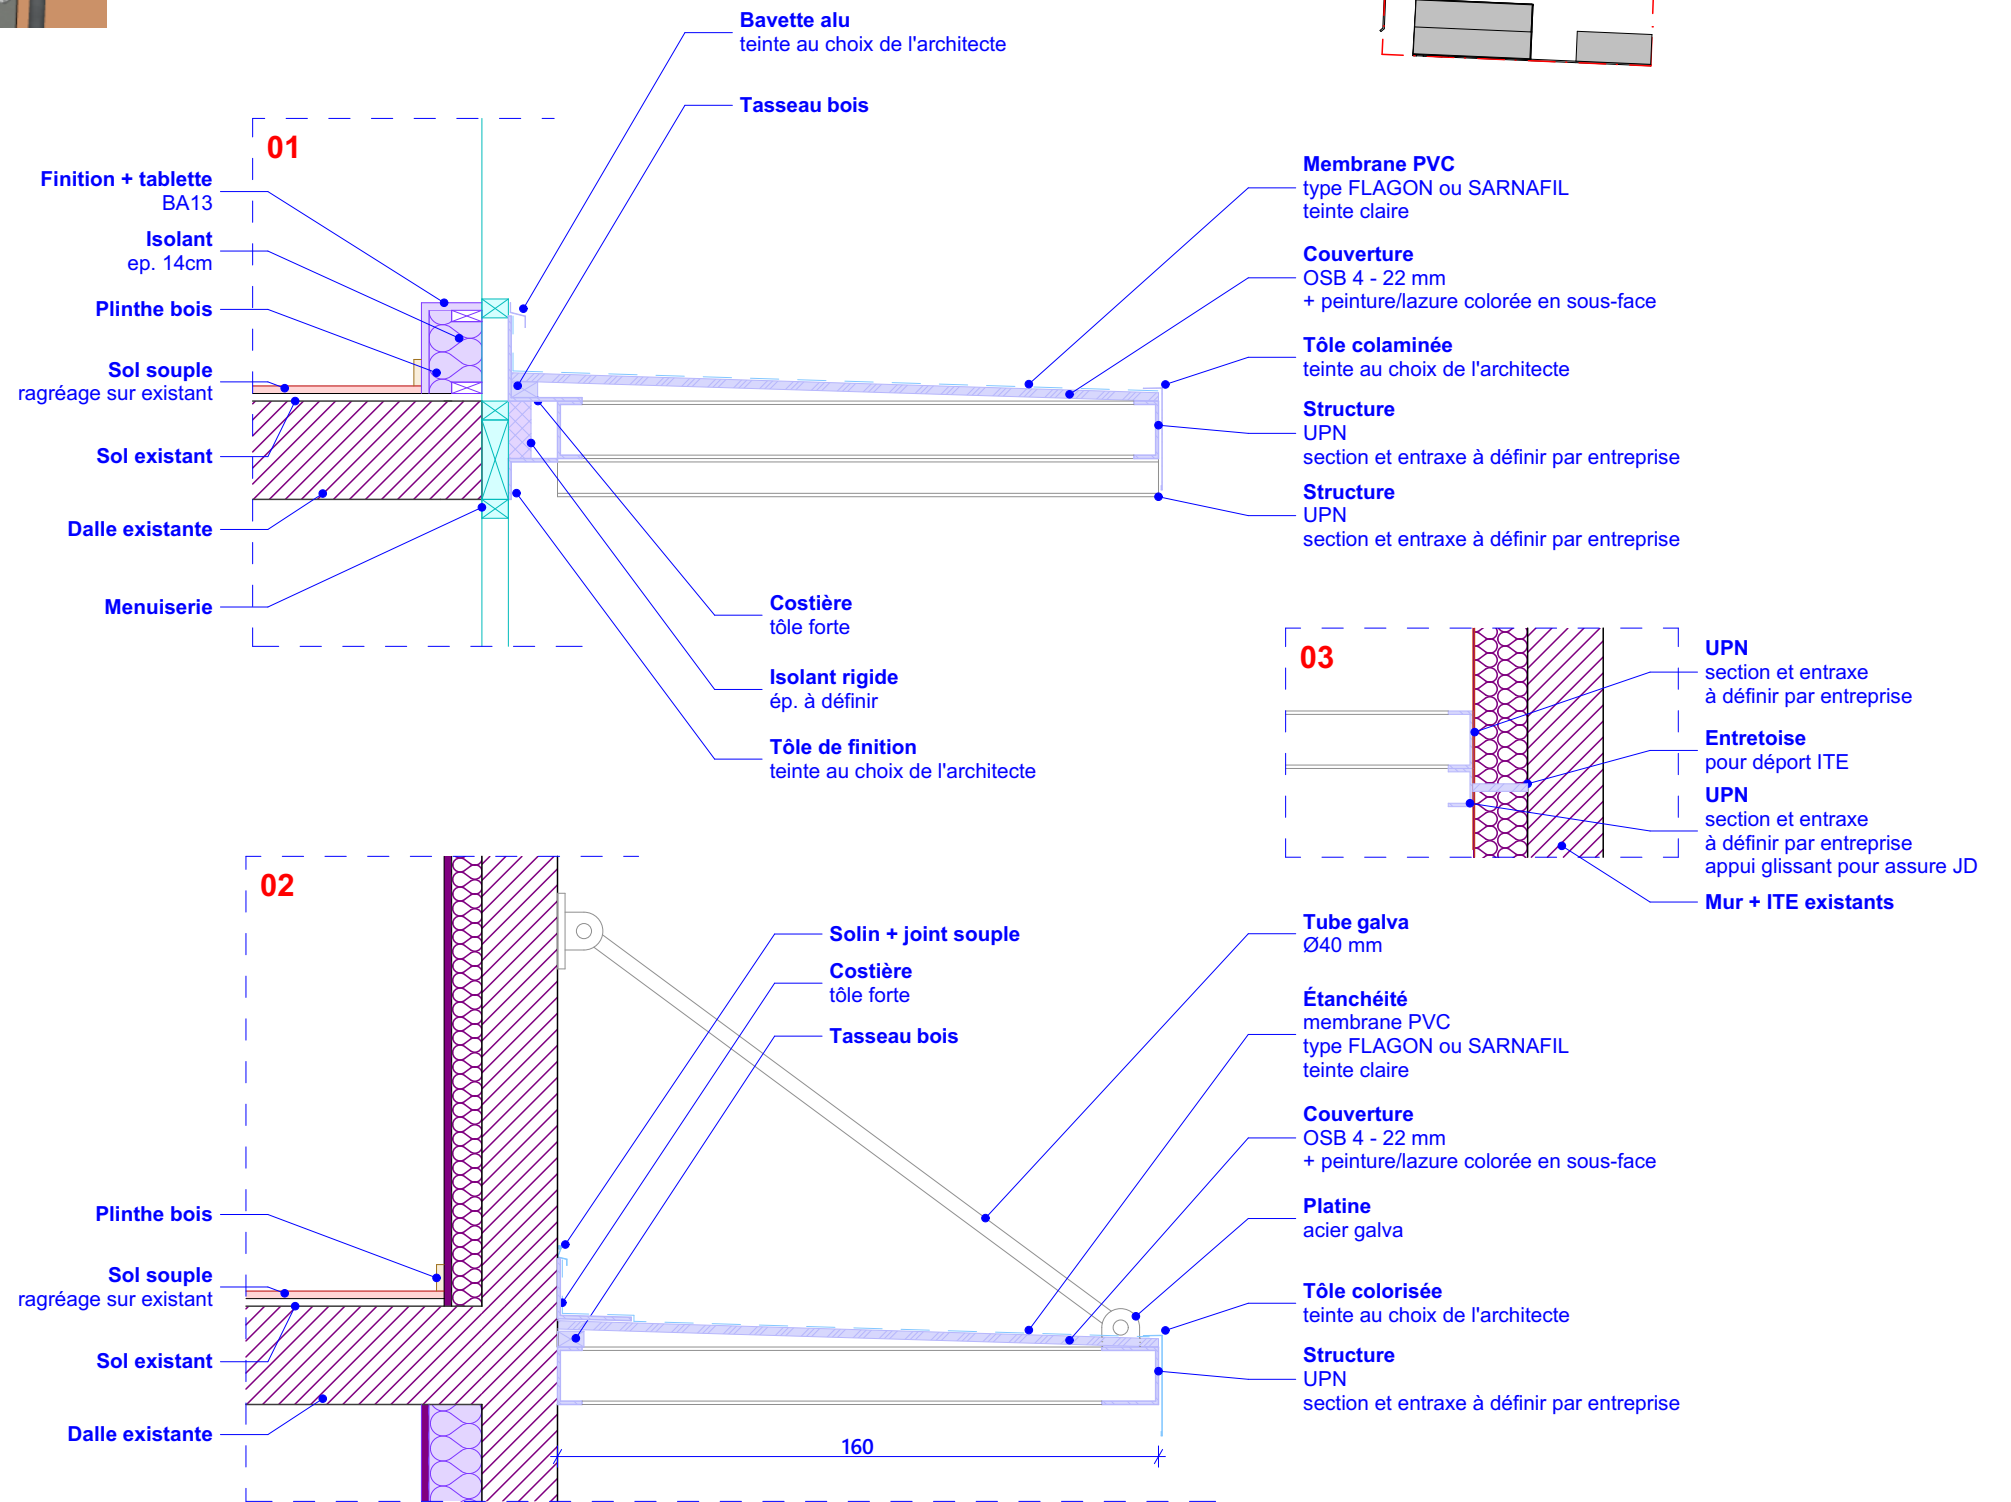 Bavette alu
teinte au choix de l'architecte
Tasseau bois
01
Finition + tablette
BA13
Isolant
ep. 14cm
Plinthe bois
Sol souple
ragréage sur existant
Sol existant
Dalle existante
Menuiserie
Membrane PVC
type FLAGON ou SARNAFIL
teinte claire
Couverture
OSB 4 - 22 mm
+ peinture/lazure colorée en sous-face
Tôle colaminée
teinte au choix de l'architecte
Structure
UPN
section et entraxe à définir par entreprise
Structure
UPN
section et entraxe à définir par entreprise
Costière
tôle forte
Isolant rigide
ép. à définir
Tôle de finition
teinte au choix de l'architecte
03
UPN
section et entraxe
à définir par entreprise
Entretoise
pour déport ITE
UPN
section et entraxe
à définir par entreprise
appui glissant pour assure JD
Mur + ITE existants
02
Solin + joint souple
Costière
tôle forte
Tasseau bois
Plinthe bois
Sol souple
ragréage sur existant
Sol existant
Dalle existante
Tube galva
Ø40 mm
Étanchéité
membrane PVC
type FLAGON ou SARNAFIL
teinte claire
Couverture
OSB 4 - 22 mm
+ peinture/lazure colorée en sous-face
Platine
acier galva
Tôle colorisée
teinte au choix de l'architecte
Structure
UPN
section et entraxe à définir par entreprise
160